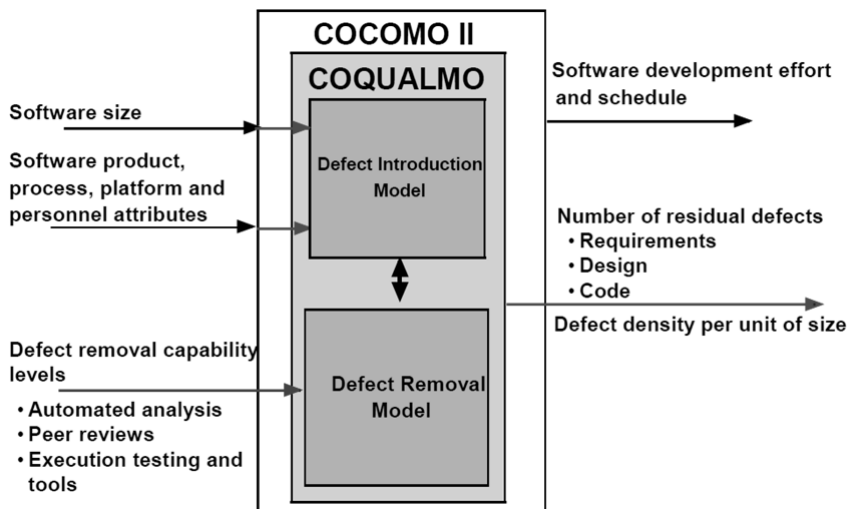 COCOMO II
COQUALMO
Software size
Software product,
process, platform and
personnel attributes
Defect Introduction
Model
Software development effort
and schedule
Number of residual defects
• Requirements
• Design
• Code
Defect density per unit of size
Defect removal capability
levels
• Automated analysis
• Peer reviews
• Execution testing and
tools
Defect Removal
Model